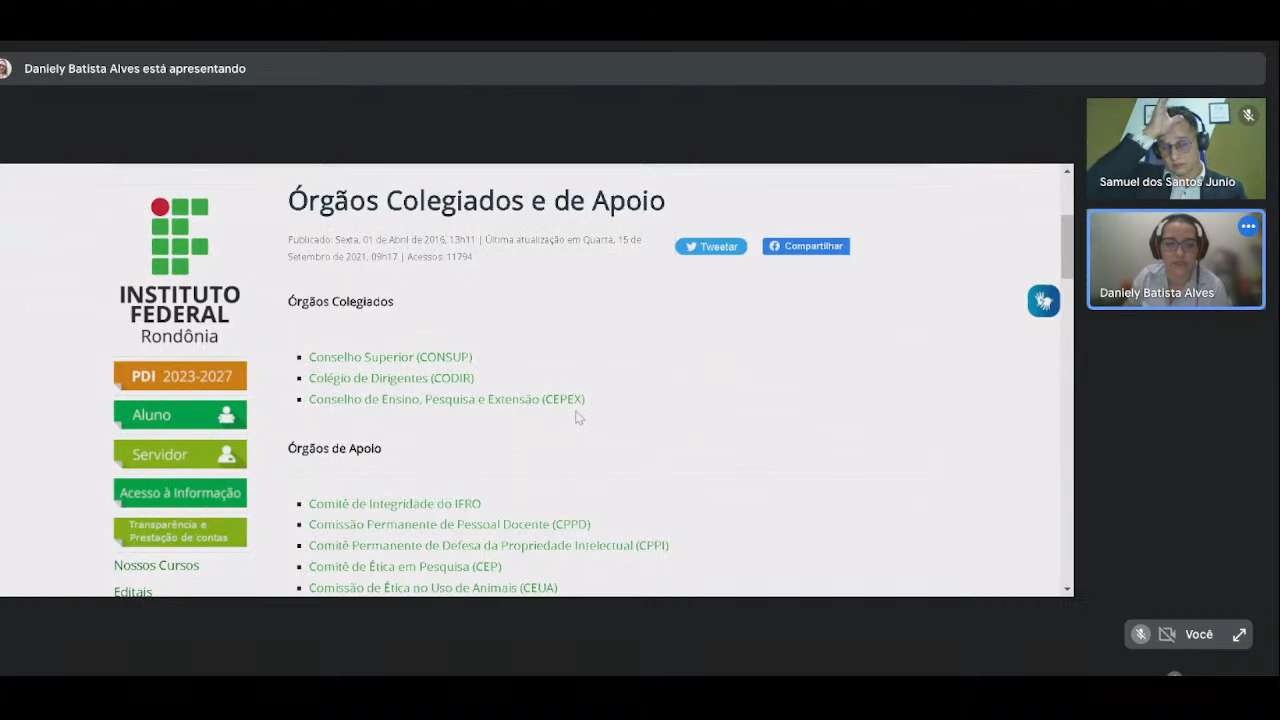 Daniely Batista Alves está apresentando
Órgãos Colegiados e de Apoio
Publicado: Sexta, 01 de Abril de 2016, 13h11 | Última atualização em Quarta, 15 de
Setembro de 2021, 09h17 | Acessos: 11794
Tweetar
Compartilhar
Órgãos Colegiados
Conselho Superior (CONSUP)
Colégio de Dirigentes (CODIR)
Conselho de Ensino, Pesquisa e Extensão (CEPEX)
Órgãos de Apoio
Comitê de Integridade do IFRO
Comissão Permanente de Pessoal Docente (CPPD)
Comitê Permanente de Defesa da Propriedade Intelectual (CPPI)
Comitê de Ética em Pesquisa (CEP)
Comissão de Ética no Uso de Animais (CEUA)
INSTITUTO
FEDERAL
Rondônia
PDI 2023-2027
Aluno
Servidor
Acesso à Informação
Transparência e
Prestação de contas
Nossos Cursos
Editais
Samuel dos Santos Junio
Daniely Batista Alves
Você